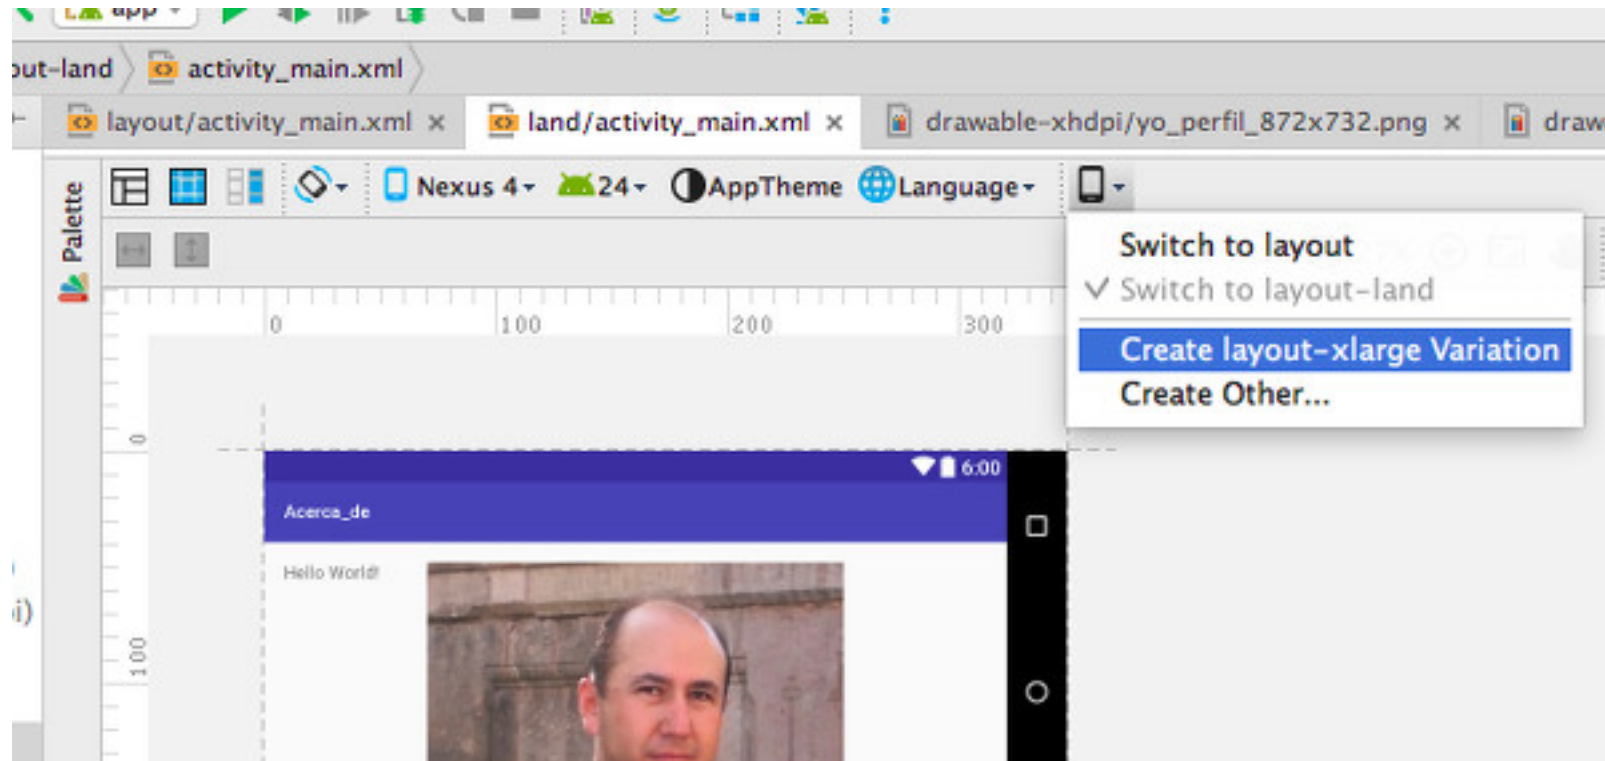 app
out-land activity_main.xml
layout/activity_main.xml × land/activity_main.xml × drawable-xhdpi/yo_perfil_872x732.png × draw
Palette
Nexus 4 24 AppTheme Language
Switch to layout
Switch to layout-land
Create layout-xlarge Variation
Create Other...
0 100 200 300
0
100
6:00
Acerca_de
Hello World!
i)